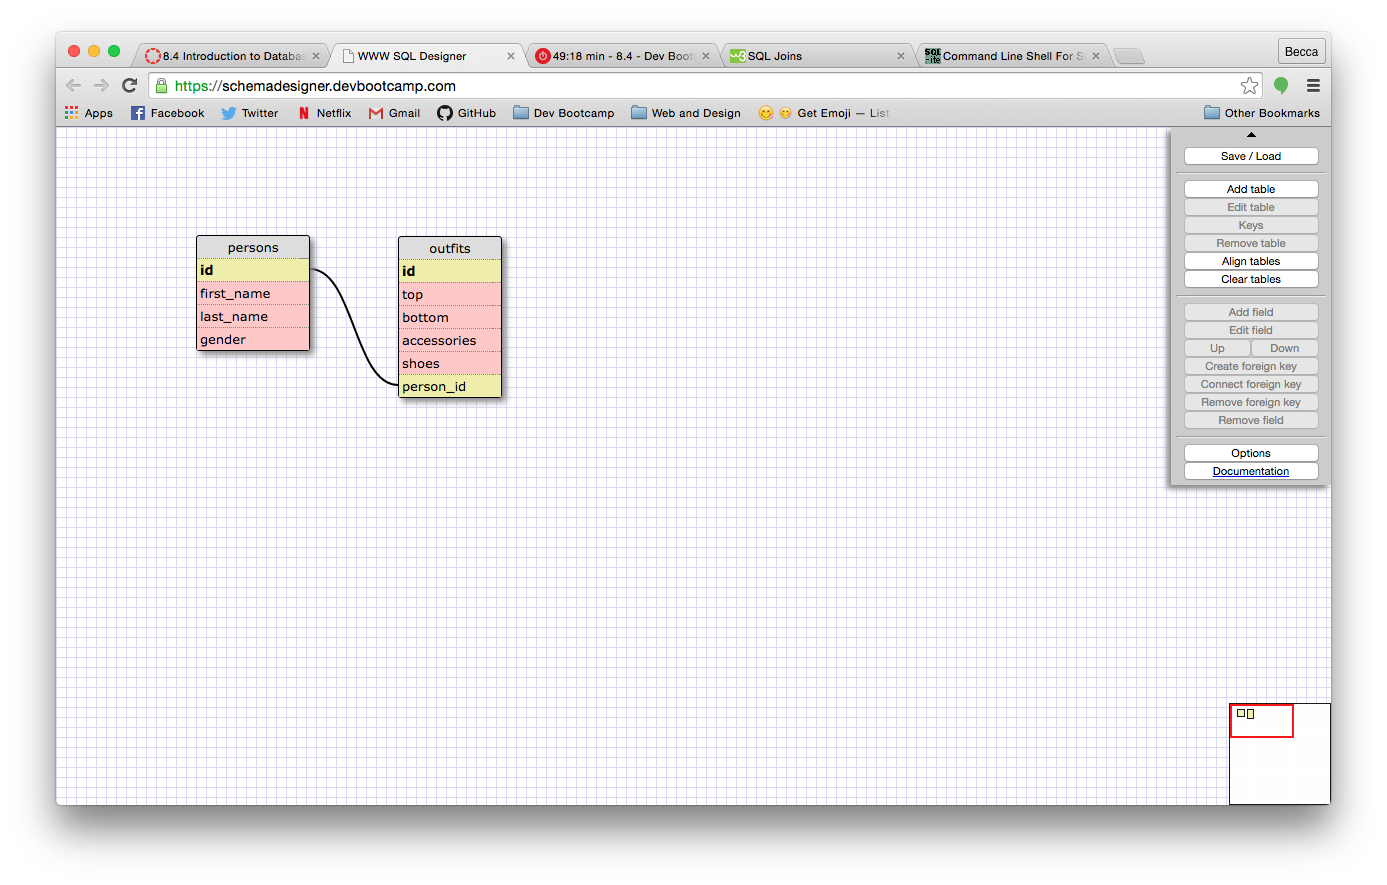 8.4 Introduction to Databas
WWW SQL Designer
49:18 min - 8.4 - Dev Boot
SQL Joins
Command Line Shell For S
Becca
https://schemadesigner.devbootcamp.com
Apps
Facebook
Twitter
Netflix
Gmail
GitHub
Dev Bootcamp
Web and Design
Get Emoji — List
Other Bookmarks
Save / Load
Add table
Edit table
Keys
Remove table
Align tables
Clear tables
Add field
Edit field
Up Down
Create foreign key
Connect foreign key
Remove foreign key
Remove field
Options
Documentation
persons
id
first_name
last_name
gender
outfits
id
top
bottom
accessories
shoes
person_id